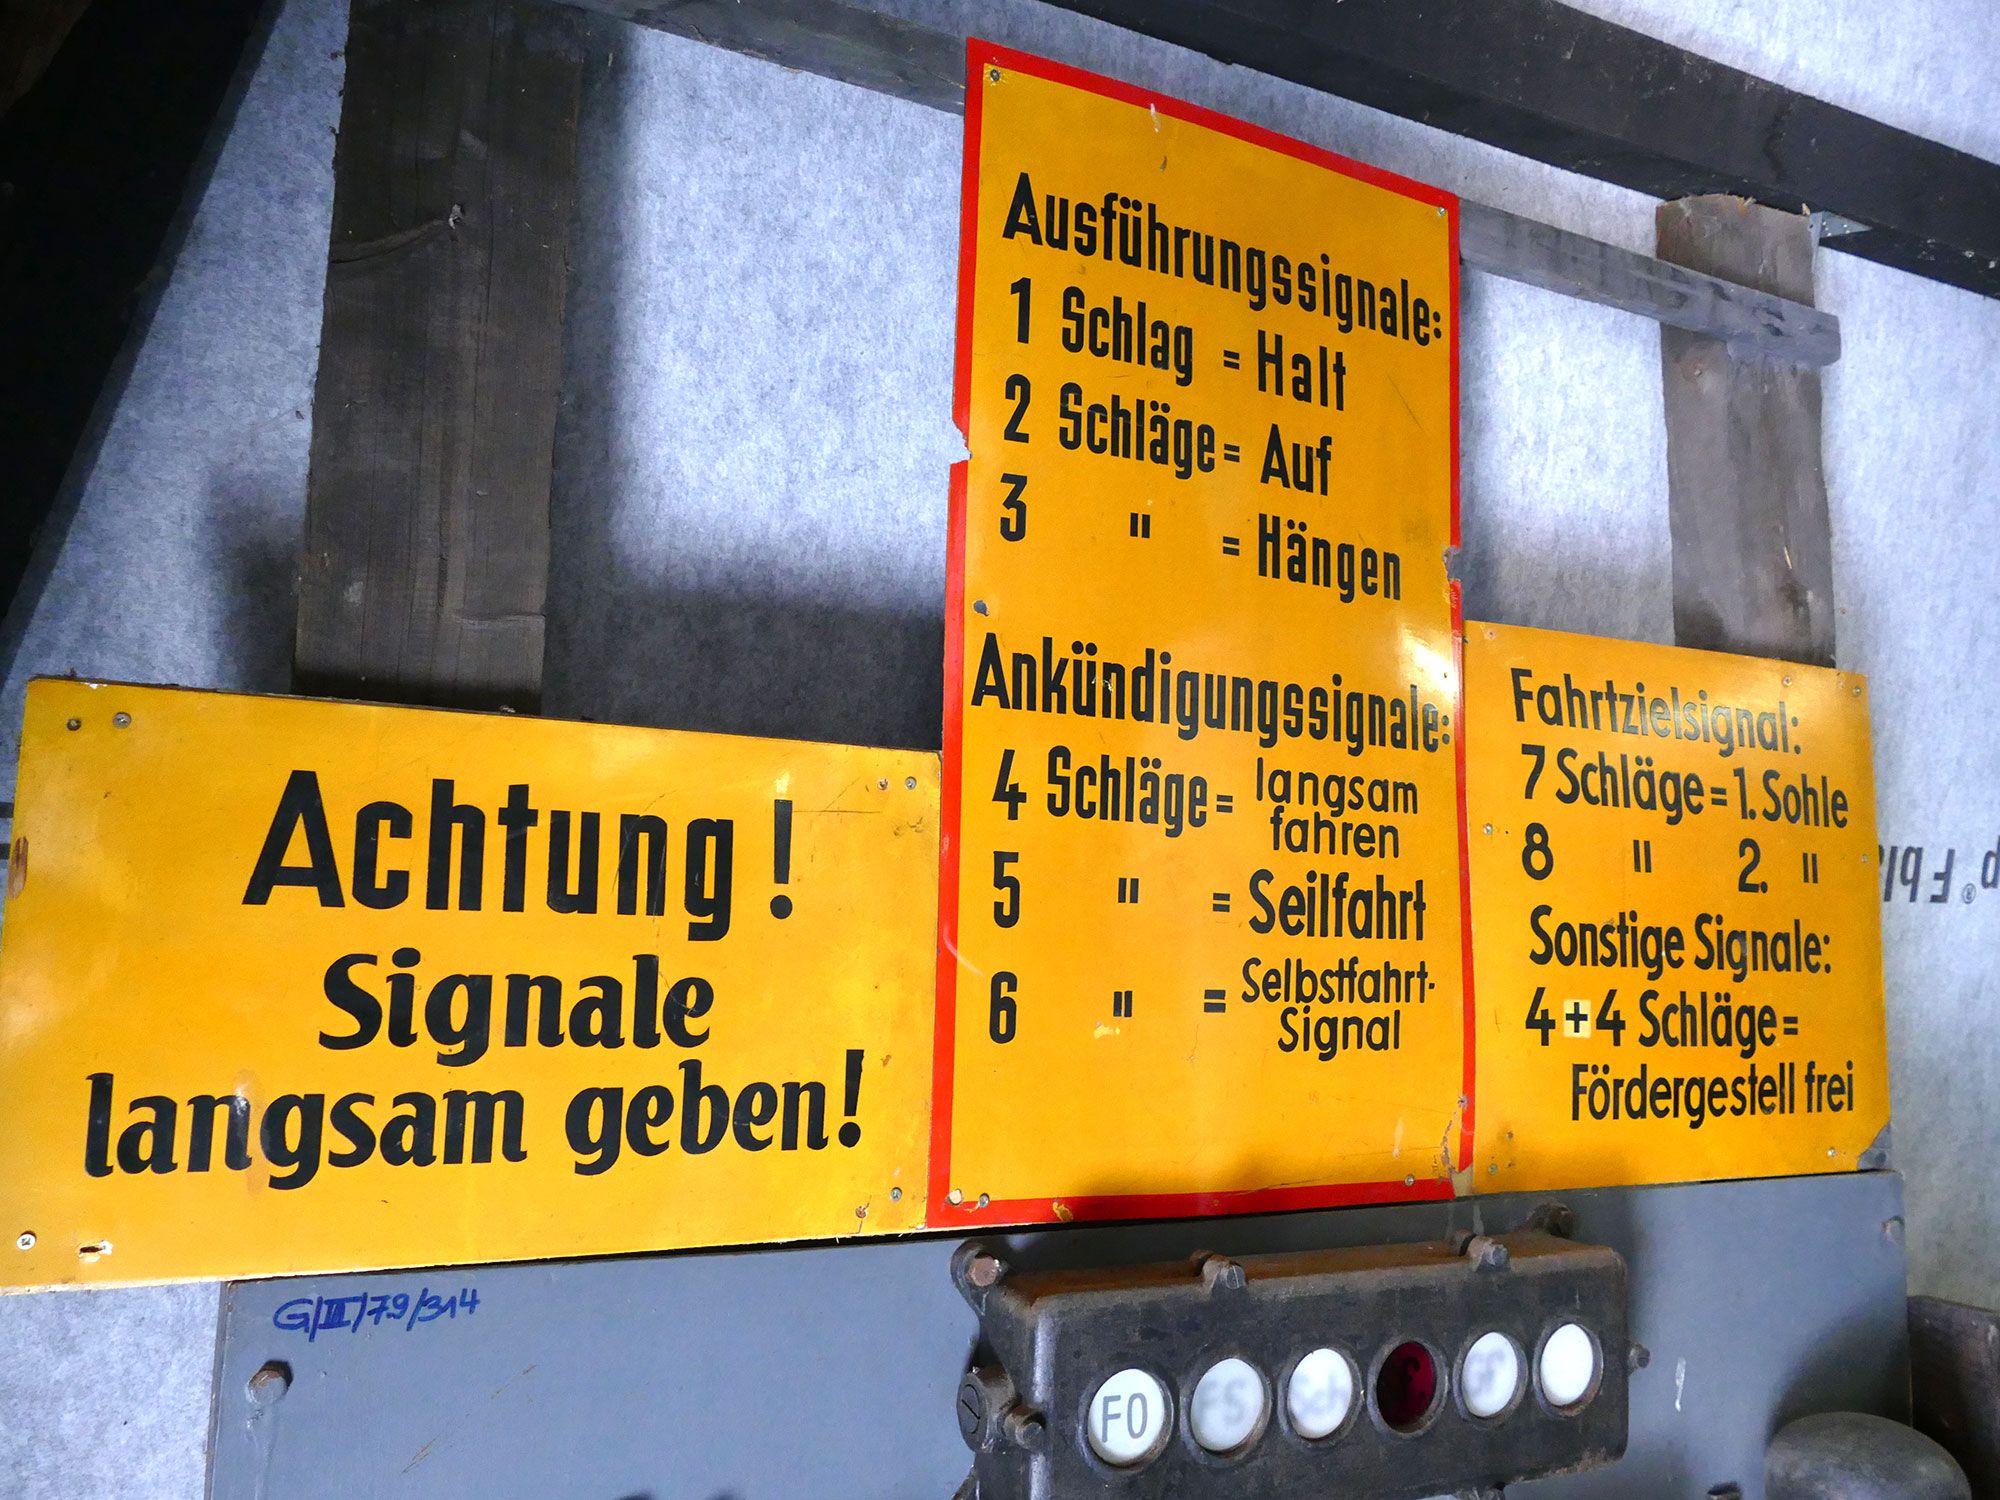 Achtung !
Signale
langsam geben!
Ausführungssignale:
1 Schlag = Halt
2 Schläge = Auf
3 " = Hängen
Ankündigungssignale:
4 Schläge = langsam
fahren
5 " = Seilfahrt
6 " = Selbstfahrt-
Signal
Fahrtzielsignal:
7 Schläge = 1. Sohle
8 " 2. "
Sonstige Signale:
4 + 4 Schläge =
Fördergestell frei
G/III/79/314
FO